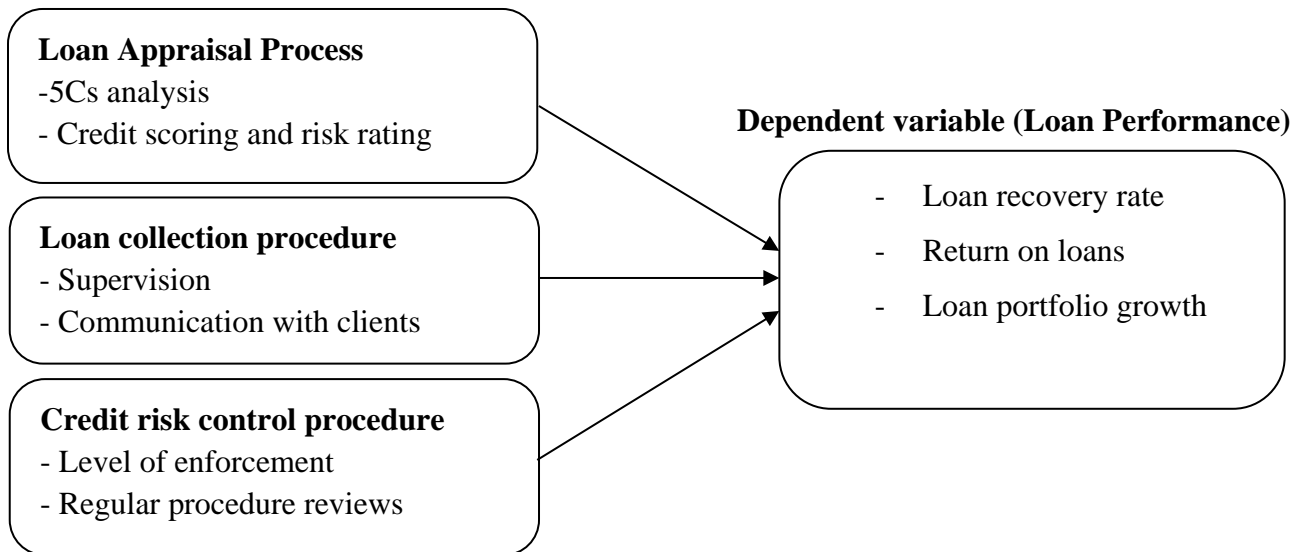 Loan Appraisal Process
-5Cs analysis
- Credit scoring and risk rating
Loan collection procedure
- Supervision
- Communication with clients
Credit risk control procedure
- Level of enforcement
- Regular procedure reviews
Dependent variable (Loan Performance)
- Loan recovery rate
- Return on loans
- Loan portfolio growth